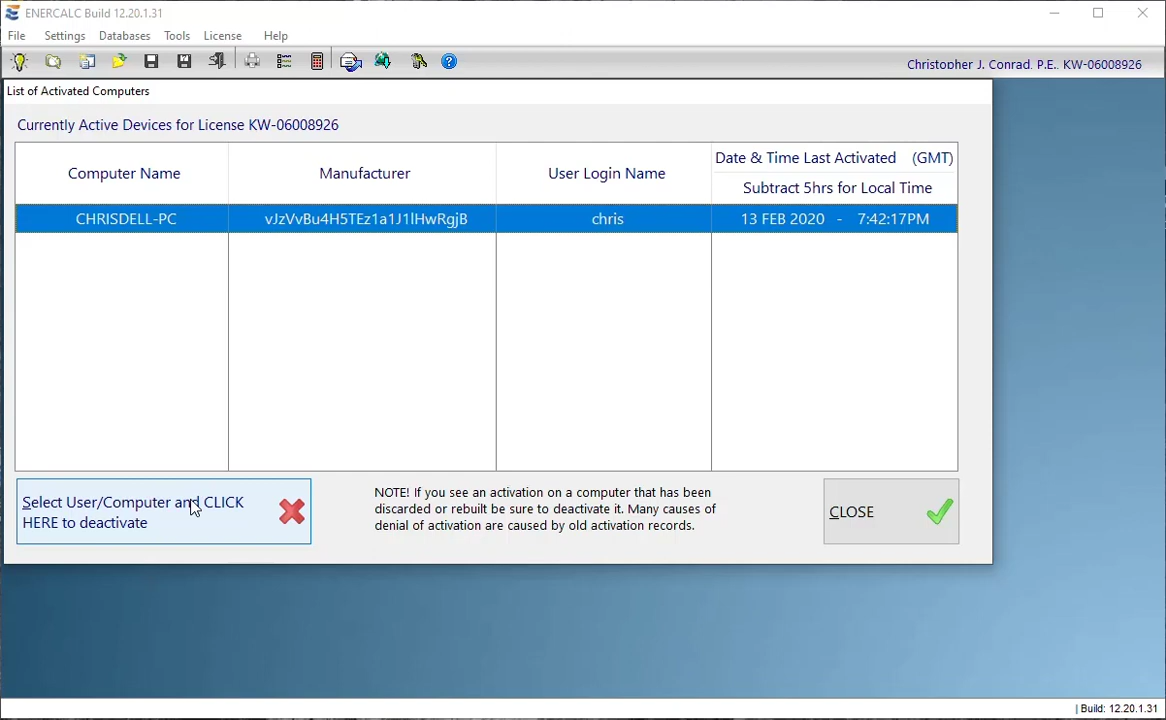 ENERCALC Build 12.20.1.31
File Settings Databases Tools License Help
Christopher J. Conrad, P.E., KW-06008926
List of Activated Computers
Currently Active Devices for License KW-06008926
Computer Name Manufacturer User Login Name Date & Time Last Activated (GMT)
Subtract 5hrs for Local Time
CHRISDELL-PC vJzVvBu4H5TEz1a1J1lHwRgjB chris 13 FEB 2020 - 7:42:17PM
Select User/Computer and CLICK
HERE to deactivate
NOTE! If you see an activation on a computer that has been
discarded or rebuilt be sure to deactivate it. Many causes of
denial of activation are caused by old activation records.
CLOSE
| Build: 12.20.1.31